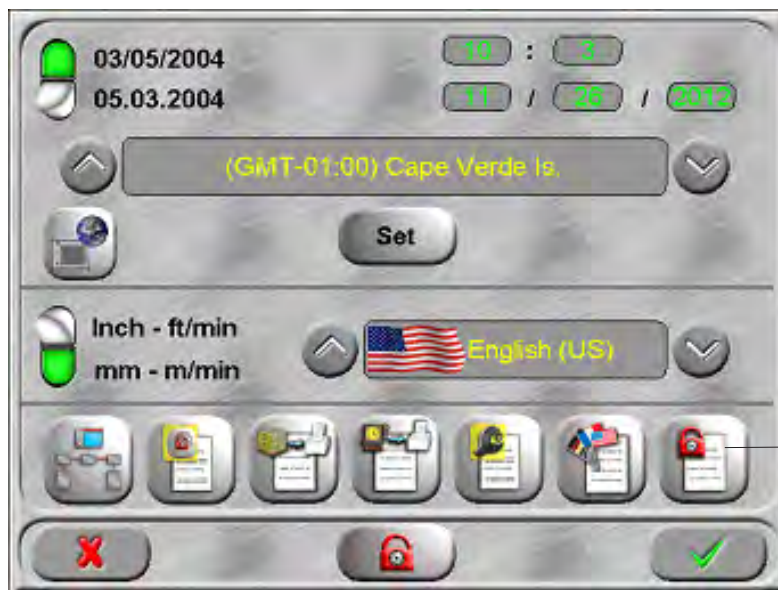 03/05/2004
10 : 3
05.03.2004
11 / 26 / 2012
(GMT-01:00) Cape Verde Is.
Set
Inch - ft/min
English (US)
mm - m/min